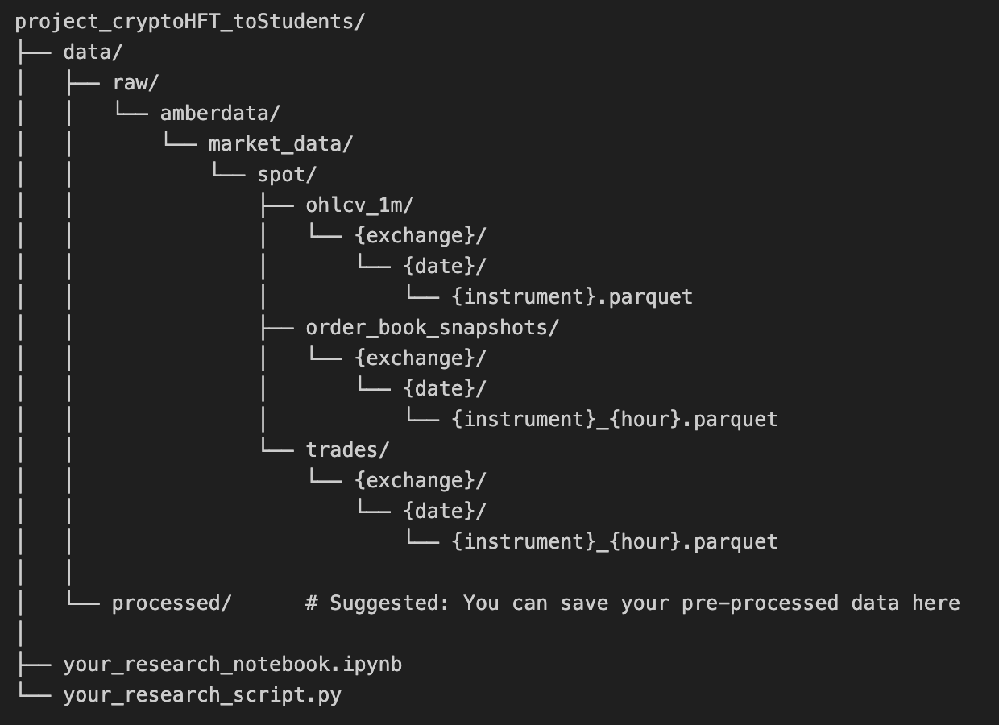 project_cryptoHFT_toStudents/
├── data/
│   ├── raw/
│   │   └── amberdata/
│   │       └── market_data/
│   │           └── spot/
│   │               ├── ohlcv_1m/
│   │               │   └── {exchange}/
│   │               │       └── {date}/
│   │               │           └── {instrument}.parquet
│   │               ├── order_book_snapshots/
│   │               │   └── {exchange}/
│   │               │       └── {date}/
│   │               │           └── {instrument}_{hour}.parquet
│   │               └── trades/
│   │                   └── {exchange}/
│   │                       └── {date}/
│   │                           └── {instrument}_{hour}.parquet
│   │
│   └── processed/      # Suggested: You can save your pre-processed data here
│
├── your_research_notebook.ipynb
└── your_research_script.py